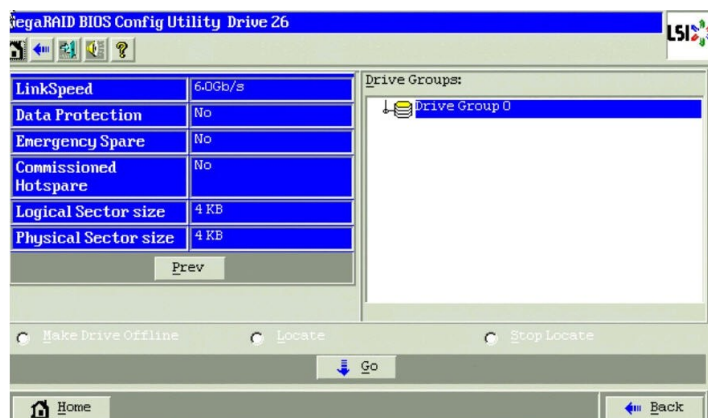 MegaRAID BIOS Config Utility Drive 26
LSI
LinkSpeed 6.0Gb/s
Data Protection No
Emergency Spare No
Commissioned Hotspare No
Logical Sector size 4 KB
Physical Sector size 4 KB
Prev
Drive Groups:
Drive Group 0
Make Drive Offline Locate Stop Locate
Go
Home Back